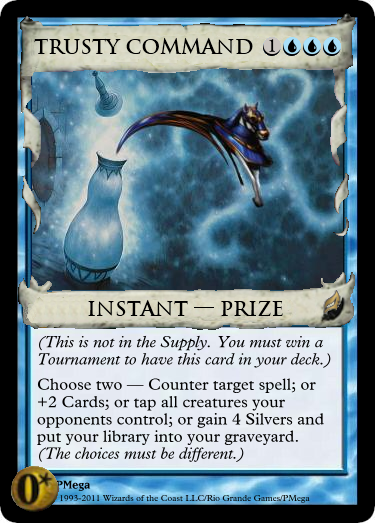 TRUSTY COMMAND 1
INSTANT — PRIZE
(This is not in the Supply. You must win a
Tournament to have this card in your deck.)
Choose two — Counter target spell; or
+2 Cards; or tap all creatures your
opponents control; or gain 4 Silvers and
put your library into your graveyard.
(The choices must be different.)
0*
PMega
1993-2011 Wizards of the Coast LLC/Rio Grande Games/PMega